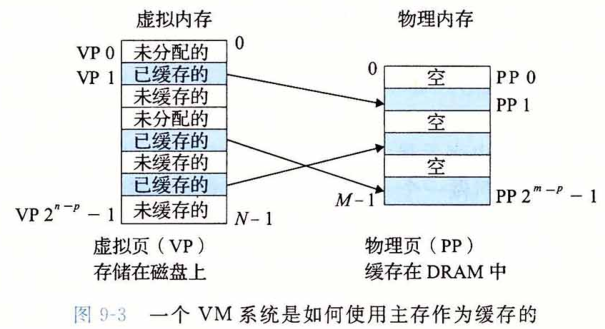 虚拟内存
物理内存
VP 0
未分配的
0
VP 1
已缓存的
未缓存的
未分配的
已缓存的
未缓存的
已缓存的
VP 2ⁿ⁻ᵖ-1
未缓存的
N-1
0
空
PP 0
PP 1
空
空
M-1
PP 2ᵐ⁻ᵖ-1
虚拟页(VP)
存储在磁盘上
物理页(PP)
缓存在 DRAM 中
图 9-3 一个 VM 系统是如何使用主存作为缓存的